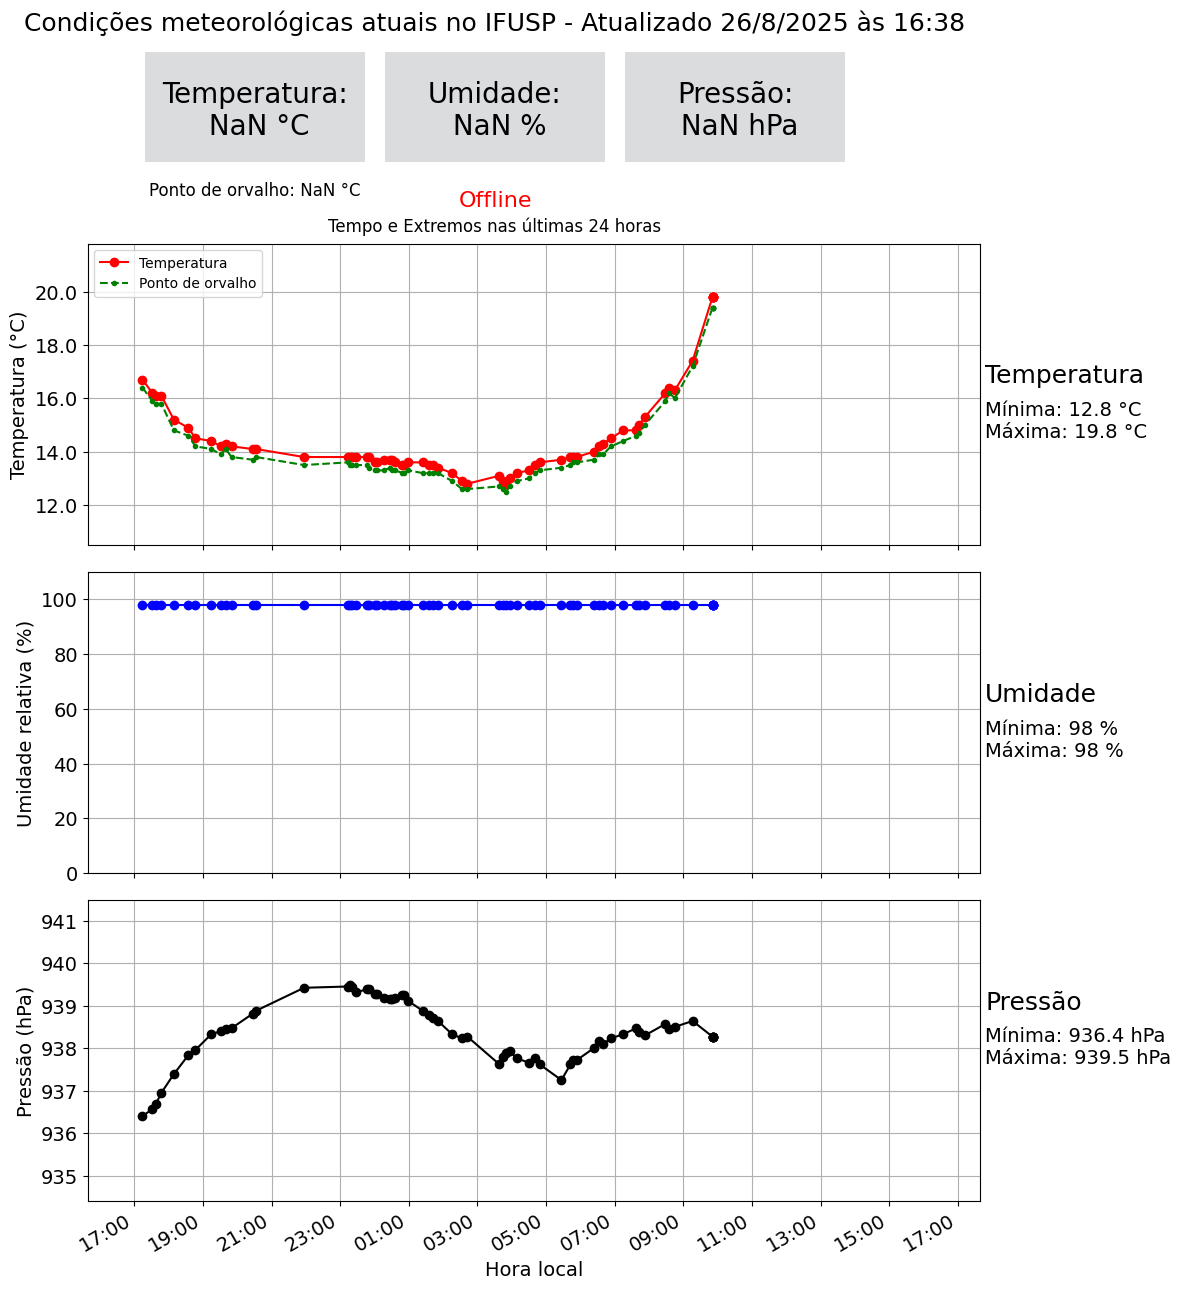 Condições meteorológicas atuais no IFUSP - Atualizado 26/8/2025 às 16:38
Temperatura:
NaN °C
Umidade:
NaN %
Pressão:
NaN hPa
Ponto de orvalho: NaN °C
Offline
Tempo e Extremos nas últimas 24 horas
Temperatura
Ponto de orvalho
Temperatura (°C)
20.0
18.0
16.0
14.0
12.0
Temperatura
Mínima: 12.8 °C
Máxima: 19.8 °C
Umidade relativa (%)
100
80
60
40
20
0
Umidade
Mínima: 98 %
Máxima: 98 %
Pressão (hPa)
941
940
939
938
937
936
935
Pressão
Mínima: 936.4 hPa
Máxima: 939.5 hPa
17:00
19:00
21:00
23:00
01:00
03:00
05:00
07:00
09:00
11:00
13:00
15:00
17:00
Hora local